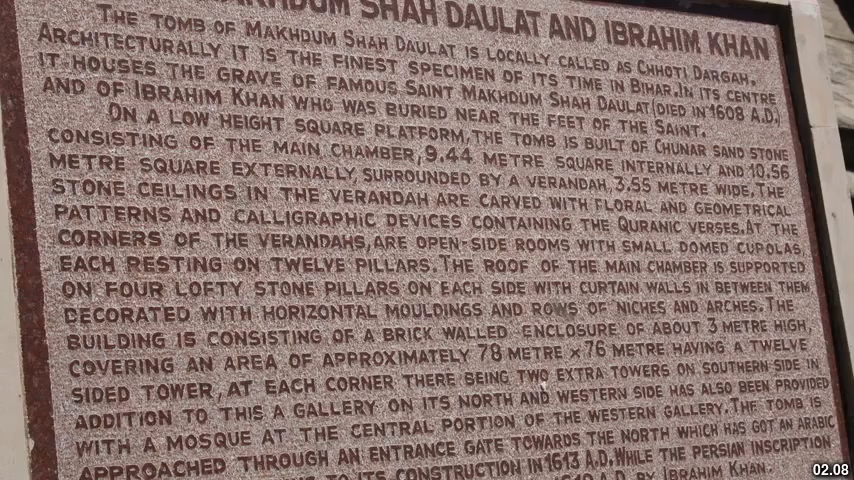 MAKHDUM SHAH DAULAT AND IBRAHIM KHAN
THE TOMB OF MAKHDUM SHAH DAULAT IS LOCALLY CALLED AS CHHOTI DARGAH.
ARCHITECTURALLY IT IS THE FINEST SPECIMEN OF ITS TIME IN BIHAR. IN ITS CENTRE
IT HOUSES THE GRAVE OF FAMOUS SAINT MAKHDUM SHAH DAULAT (DIED IN 1608 A.D.)
AND OF IBRAHIM KHAN WHO WAS BURIED NEAR THE FEET OF THE SAINT.
ON A LOW HEIGHT SQUARE PLATFORM, THE TOMB IS BUILT OF CHUNAR SAND STONE
CONSISTING OF THE MAIN CHAMBER, 9.44 METRE SQUARE INTERNALLY AND 10.56
METRE SQUARE EXTERNALLY, SURROUNDED BY A VERANDAH, 3.55 METRE WIDE. THE
STONE CEILINGS IN THE VERANDAH ARE CARVED WITH FLORAL AND GEOMETRICAL
PATTERNS AND CALLIGRAPHIC DEVICES CONTAINING THE QURANIC VERSES. AT THE
CORNERS OF THE VERANDAHS, ARE OPEN-SIDE ROOMS WITH SMALL DOMED CUPOLAS
EACH RESTING ON TWELVE PILLARS. THE ROOF OF THE MAIN CHAMBER IS SUPPORTED
ON FOUR LOFTY STONE PILLARS ON EACH SIDE WITH CURTAIN WALLS IN BETWEEN THEM
DECORATED WITH HORIZONTAL MOULDINGS AND ROWS OF NICHES AND ARCHES. THE
BUILDING IS CONSISTING OF A BRICK WALLED ENCLOSURE OF ABOUT 3 METRE HIGH,
COVERING AN AREA OF APPROXIMATELY 78 METRE × 76 METRE HAVING A TWELVE
SIDED TOWER, AT EACH CORNER THERE BEING TWO EXTRA TOWERS ON SOUTHERN SIDE IN
ADDITION TO THIS A GALLERY ON ITS NORTH AND WESTERN SIDE HAS ALSO BEEN PROVIDED
WITH A MOSQUE AT THE CENTRAL PORTION OF THE WESTERN GALLERY. THE TOMB IS
APPROACHED THROUGH AN ENTRANCE GATE TOWARDS THE NORTH WHICH HAS GOT AN ARABIC
TO ITS CONSTRUCTION IN 1613 A.D. WHILE THE PERSIAN INSCRIPTION
A.D. BY IBRAHIM KHAN.
02.08